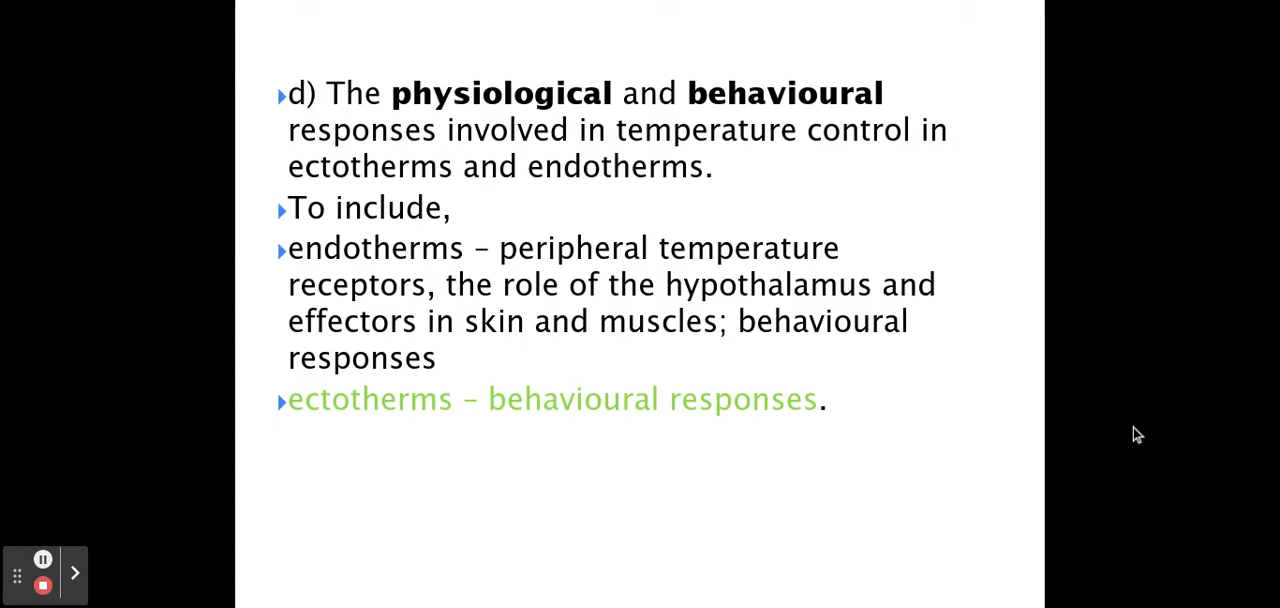 d) The physiological and behavioural
responses involved in temperature control in
ectotherms and endotherms.
To include,
endotherms – peripheral temperature
receptors, the role of the hypothalamus and
effectors in skin and muscles; behavioural
responses
ectotherms – behavioural responses.